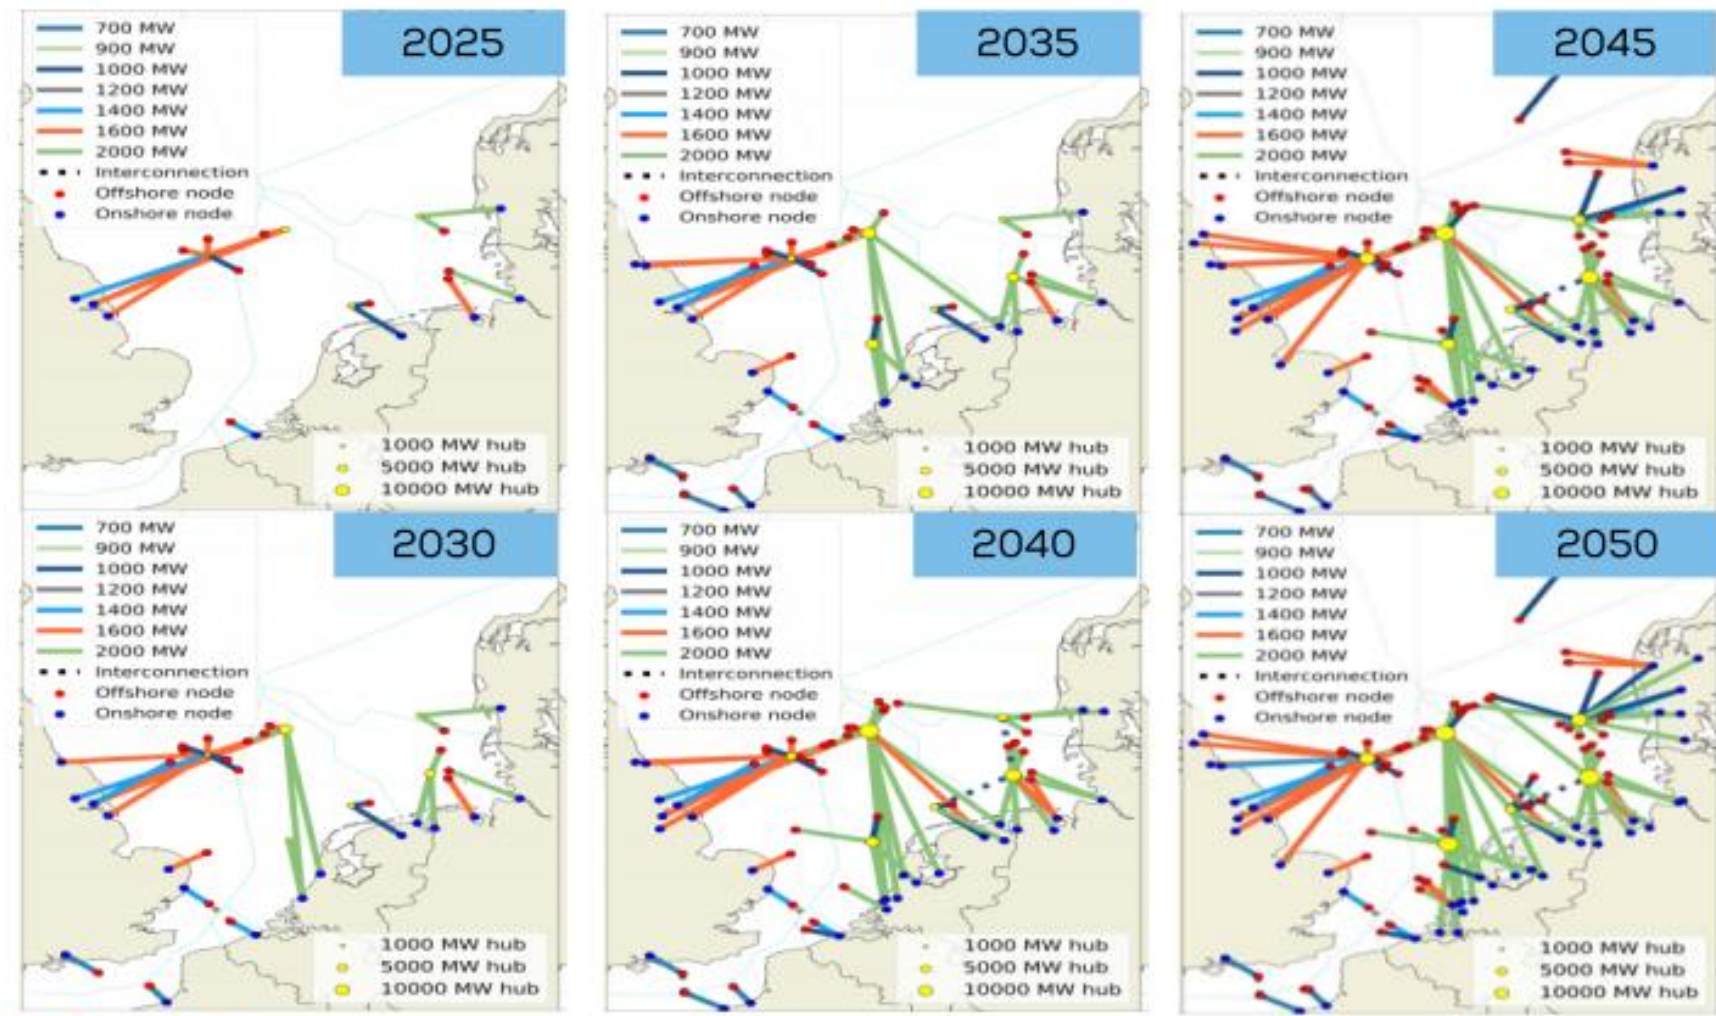 2025
700 MW
900 MW
1000 MW
1200 MW
1400 MW
1600 MW
2000 MW
Interconnection
Offshore node
Onshore node
1000 MW hub
5000 MW hub
10000 MW hub
2035
700 MW
900 MW
1000 MW
1200 MW
1400 MW
1600 MW
2000 MW
Interconnection
Offshore node
Onshore node
1000 MW hub
5000 MW hub
10000 MW hub
2045
700 MW
900 MW
1000 MW
1200 MW
1400 MW
1600 MW
2000 MW
Interconnection
Offshore node
Onshore node
1000 MW hub
5000 MW hub
10000 MW hub
2030
700 MW
900 MW
1000 MW
1200 MW
1400 MW
1600 MW
2000 MW
Interconnection
Offshore node
Onshore node
1000 MW hub
5000 MW hub
10000 MW hub
2040
700 MW
900 MW
1000 MW
1200 MW
1400 MW
1600 MW
2000 MW
Interconnection
Offshore node
Onshore node
1000 MW hub
5000 MW hub
10000 MW hub
2050
700 MW
900 MW
1000 MW
1200 MW
1400 MW
1600 MW
2000 MW
Interconnection
Offshore node
Onshore node
1000 MW hub
5000 MW hub
10000 MW hub